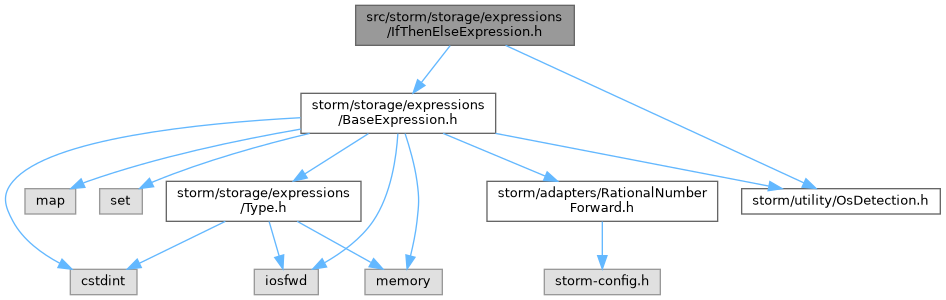 src/storm/storage/expressions
/IfThenElseExpression.h
storm/storage/expressions
/BaseExpression.h
map
set
storm/storage/expressions
/Type.h
storm/adapters/RationalNumber
Forward.h
storm/utility/OsDetection.h
cstdint
iosfwd
memory
storm-config.h